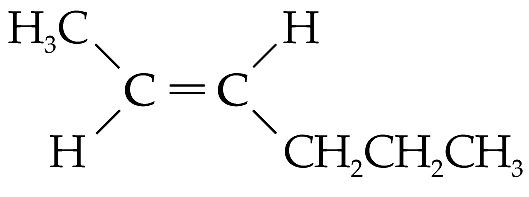 H₃C H
C = C
H CH₂CH₂CH₃